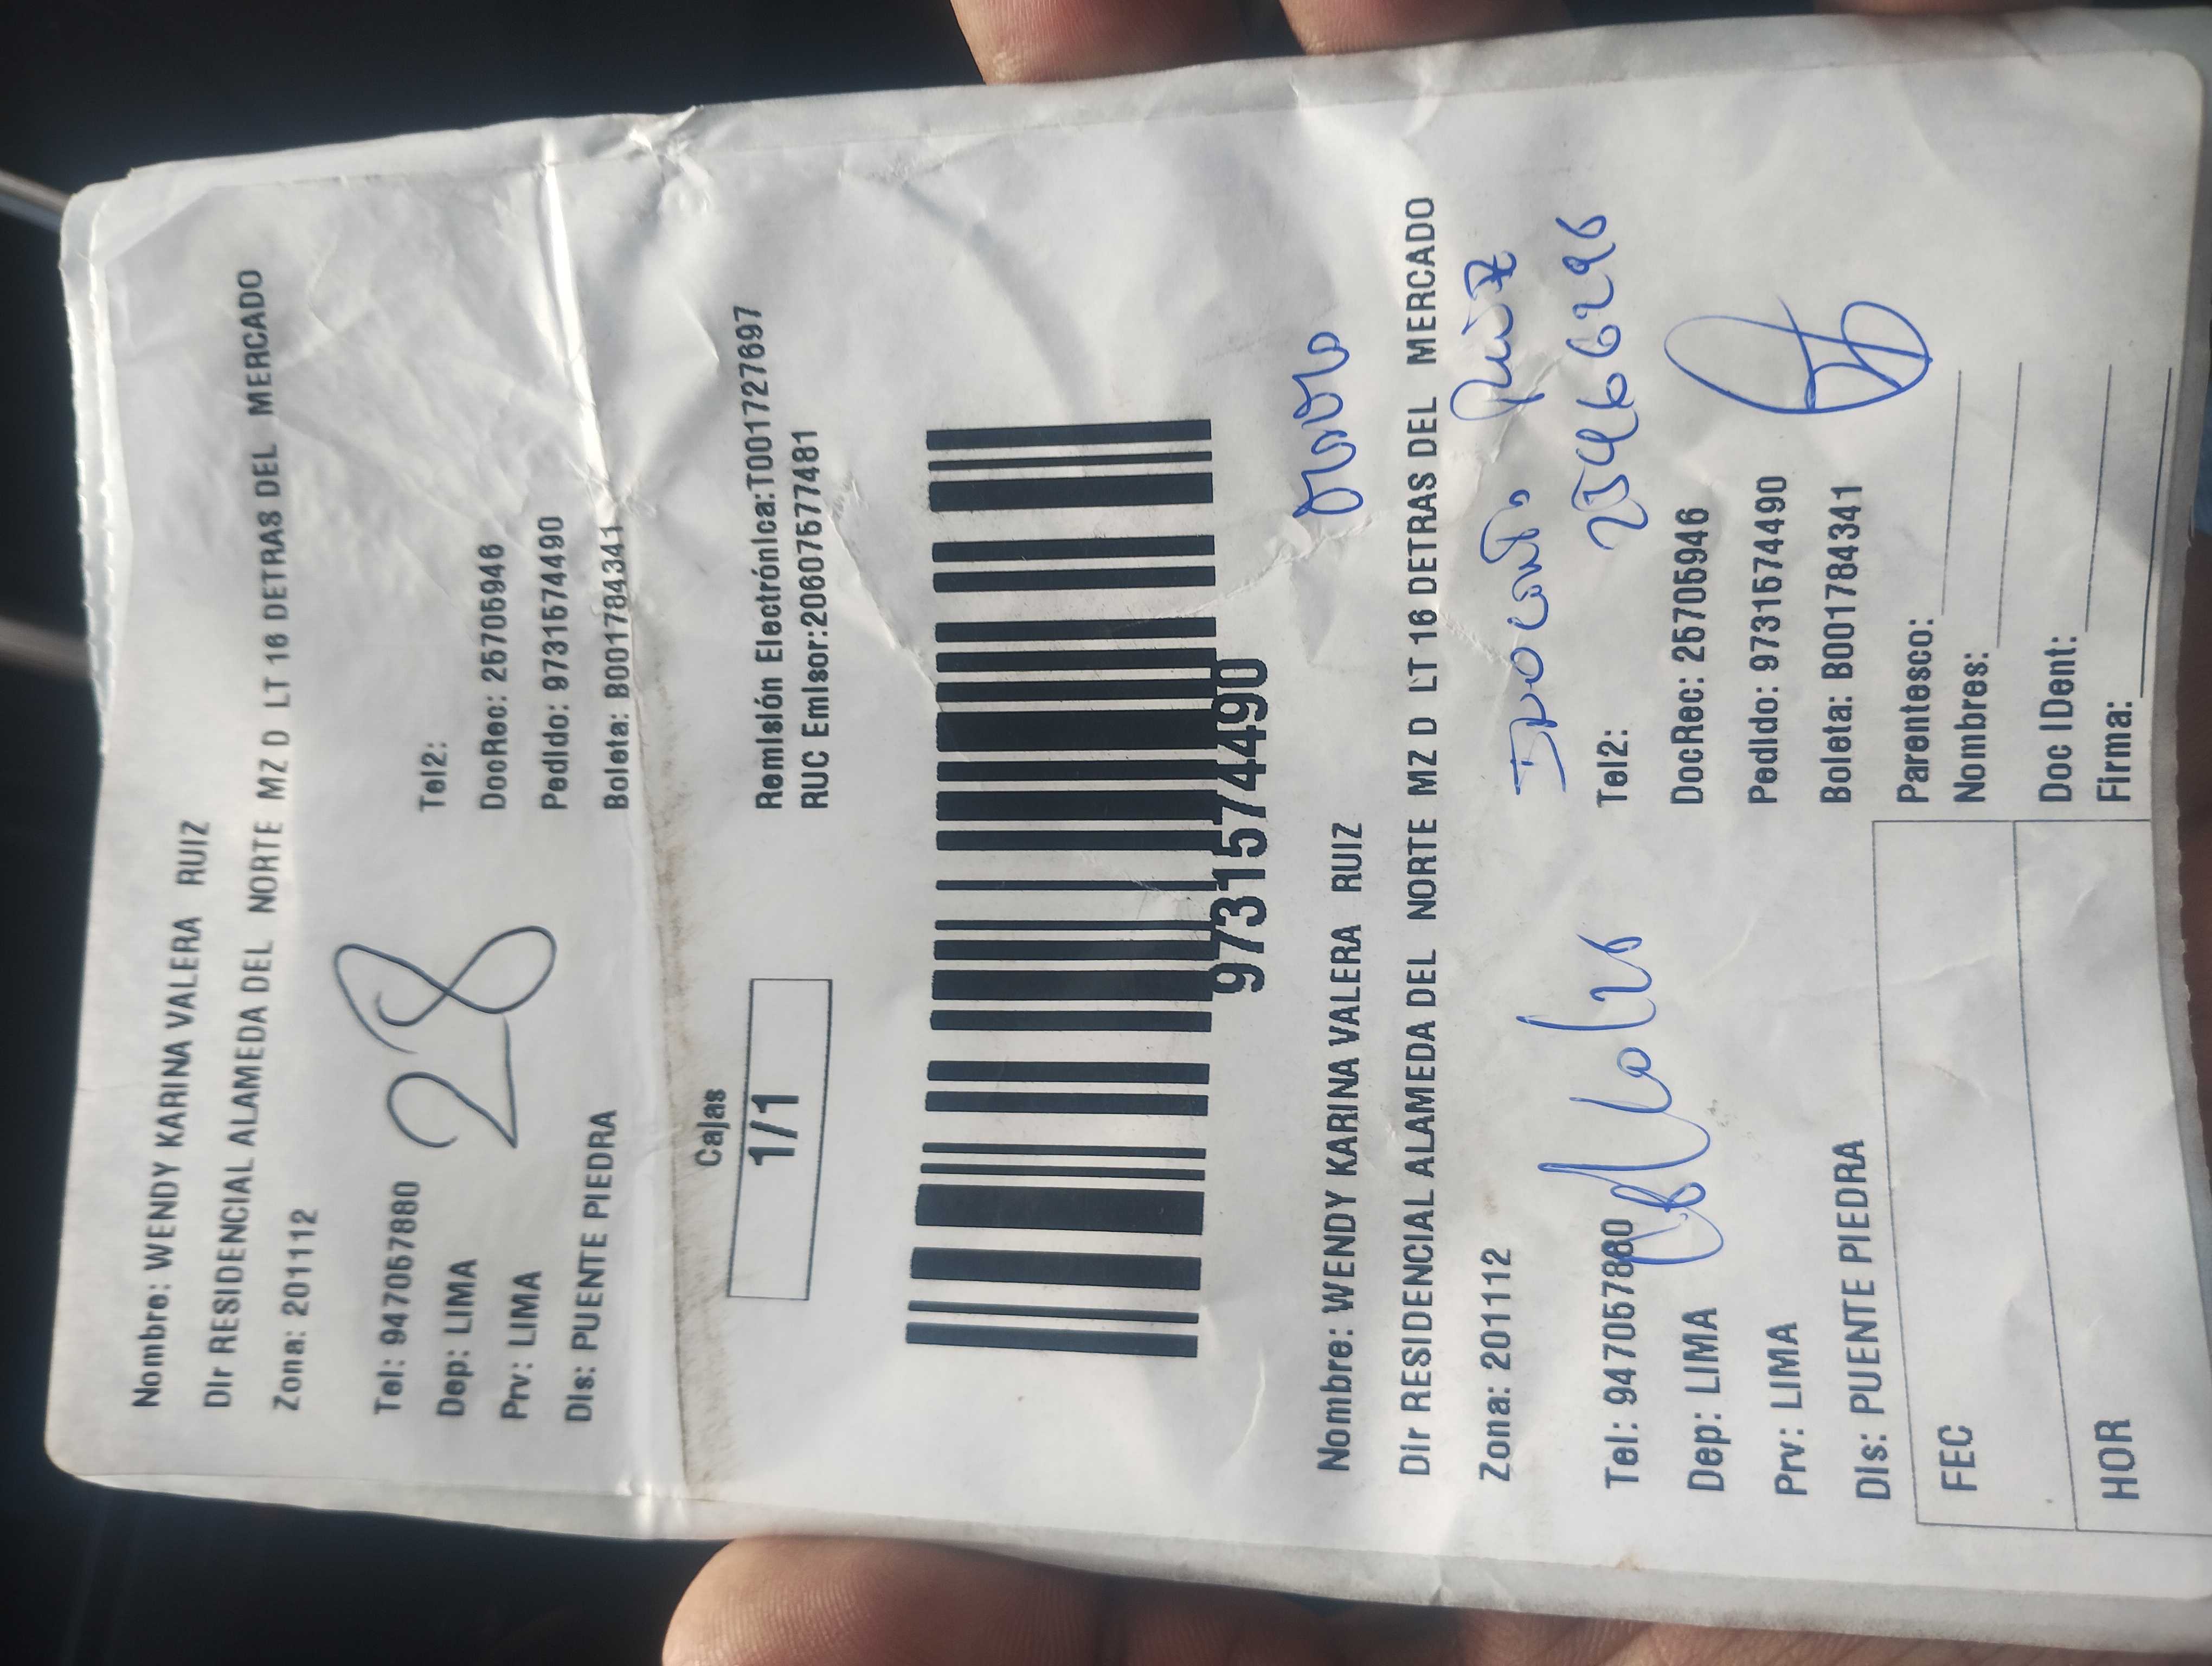 Nombre: WENDY KARINA VALERA RUIZ
Dir RESIDENCIAL ALAMEDA DEL NORTE MZ D LT 16 DETRAS DEL MERCADO
Zona: 201112
28
Tel: 947057880 Tel2:
Dep: LIMA DocRec: 25705946
Prv: LIMA Pedido: 9731574490
Dis: PUENTE PIEDRA Boleta: B001784341
Cajas
1/1
Remisión Electrónica:T001727697
RUC Emisor:20607577481
97315744490
Nombre: WENDY KARINA VALERA RUIZ
Dir RESIDENCIAL ALAMEDA DEL NORTE MZ D LT 16 DETRAS DEL MERCADO
Ruiz
Zona: 201112
Tel: 947057880 Tel2:
Dep: LIMA DocRec: 25705946
Prv: LIMA Pedido: 9731574490
Dis: PUENTE PIEDRA Boleta: B001784341
FEC
HOR
Parentesco:
Nombres:
Doc IDent:
Firma: